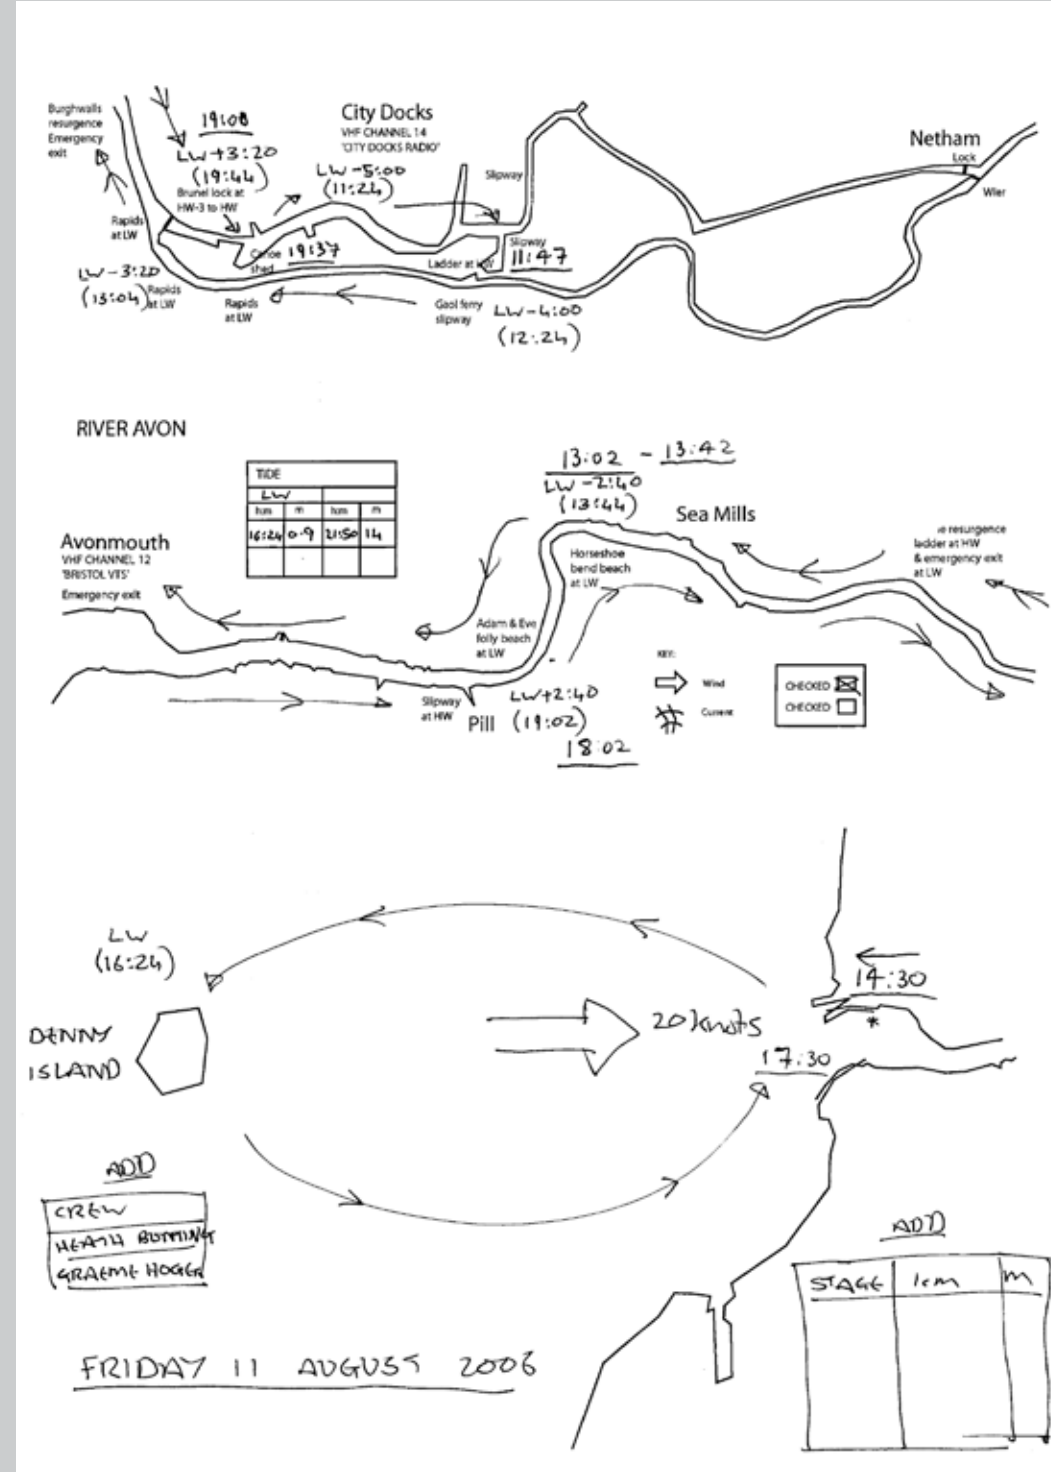 Burghwalls
resurgence
Emergency
exit
19:08
LW+3:20
(19:44)
Brunel lock at
HW-3 to HW
City Docks
VHF CHANNEL 14
'CITY DOCKS RADIO'
LW-5:00
(11:24)
Slipway
Netham
Lock
Wier
Rapids
at LW
Canoe
shed
19:37
Ladder at HW
Slipway
11:47
LW-3:20
(13:04)
Rapids
at LW
Rapids
at LW
Gaol ferry
slipway
LW-4:00
(12:24)
RIVER AVON
TIDE
LW
h:m m h:m m
16:24 0.9 21:50 14
13:02 - 13:42
LW-2:40
(13:44)
Sea Mills
Avonmouth
VHF CHANNEL 12
'BRISTOL VTS'
Emergency exit
Horseshoe
bend beach
at LW
resurgence
ladder at HW
& emergency exit
at LW
Adam & Eve
folly beach
at LW
KEY:
Wind
Current
CHECKED
CHECKED
Slipway
at HW
Pill
LW+2:40
(19:02)
18:02
LW
(16:24)
DENNY
ISLAND
20 knots
14:30
*
17:30
ADD
CREW
HEATH BUNTING
GRAEME HOGER
ADD
STAGE km m
FRIDAY 11 AUGUST 2006